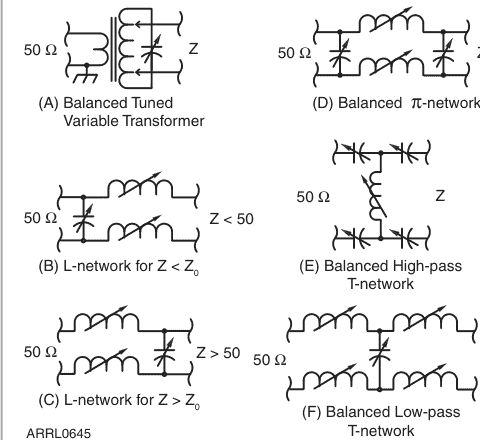 50 Ω
Z
(A) Balanced Tuned
Variable Transformer
50 Ω
(D) Balanced π-network
50 Ω
Z < 50
(B) L-network for Z < Z₀
50 Ω
Z
(E) Balanced High-pass
T-network
50 Ω
Z > 50
(C) L-network for Z > Z₀
50 Ω
(F) Balanced Low-pass
T-network
ARRL0645